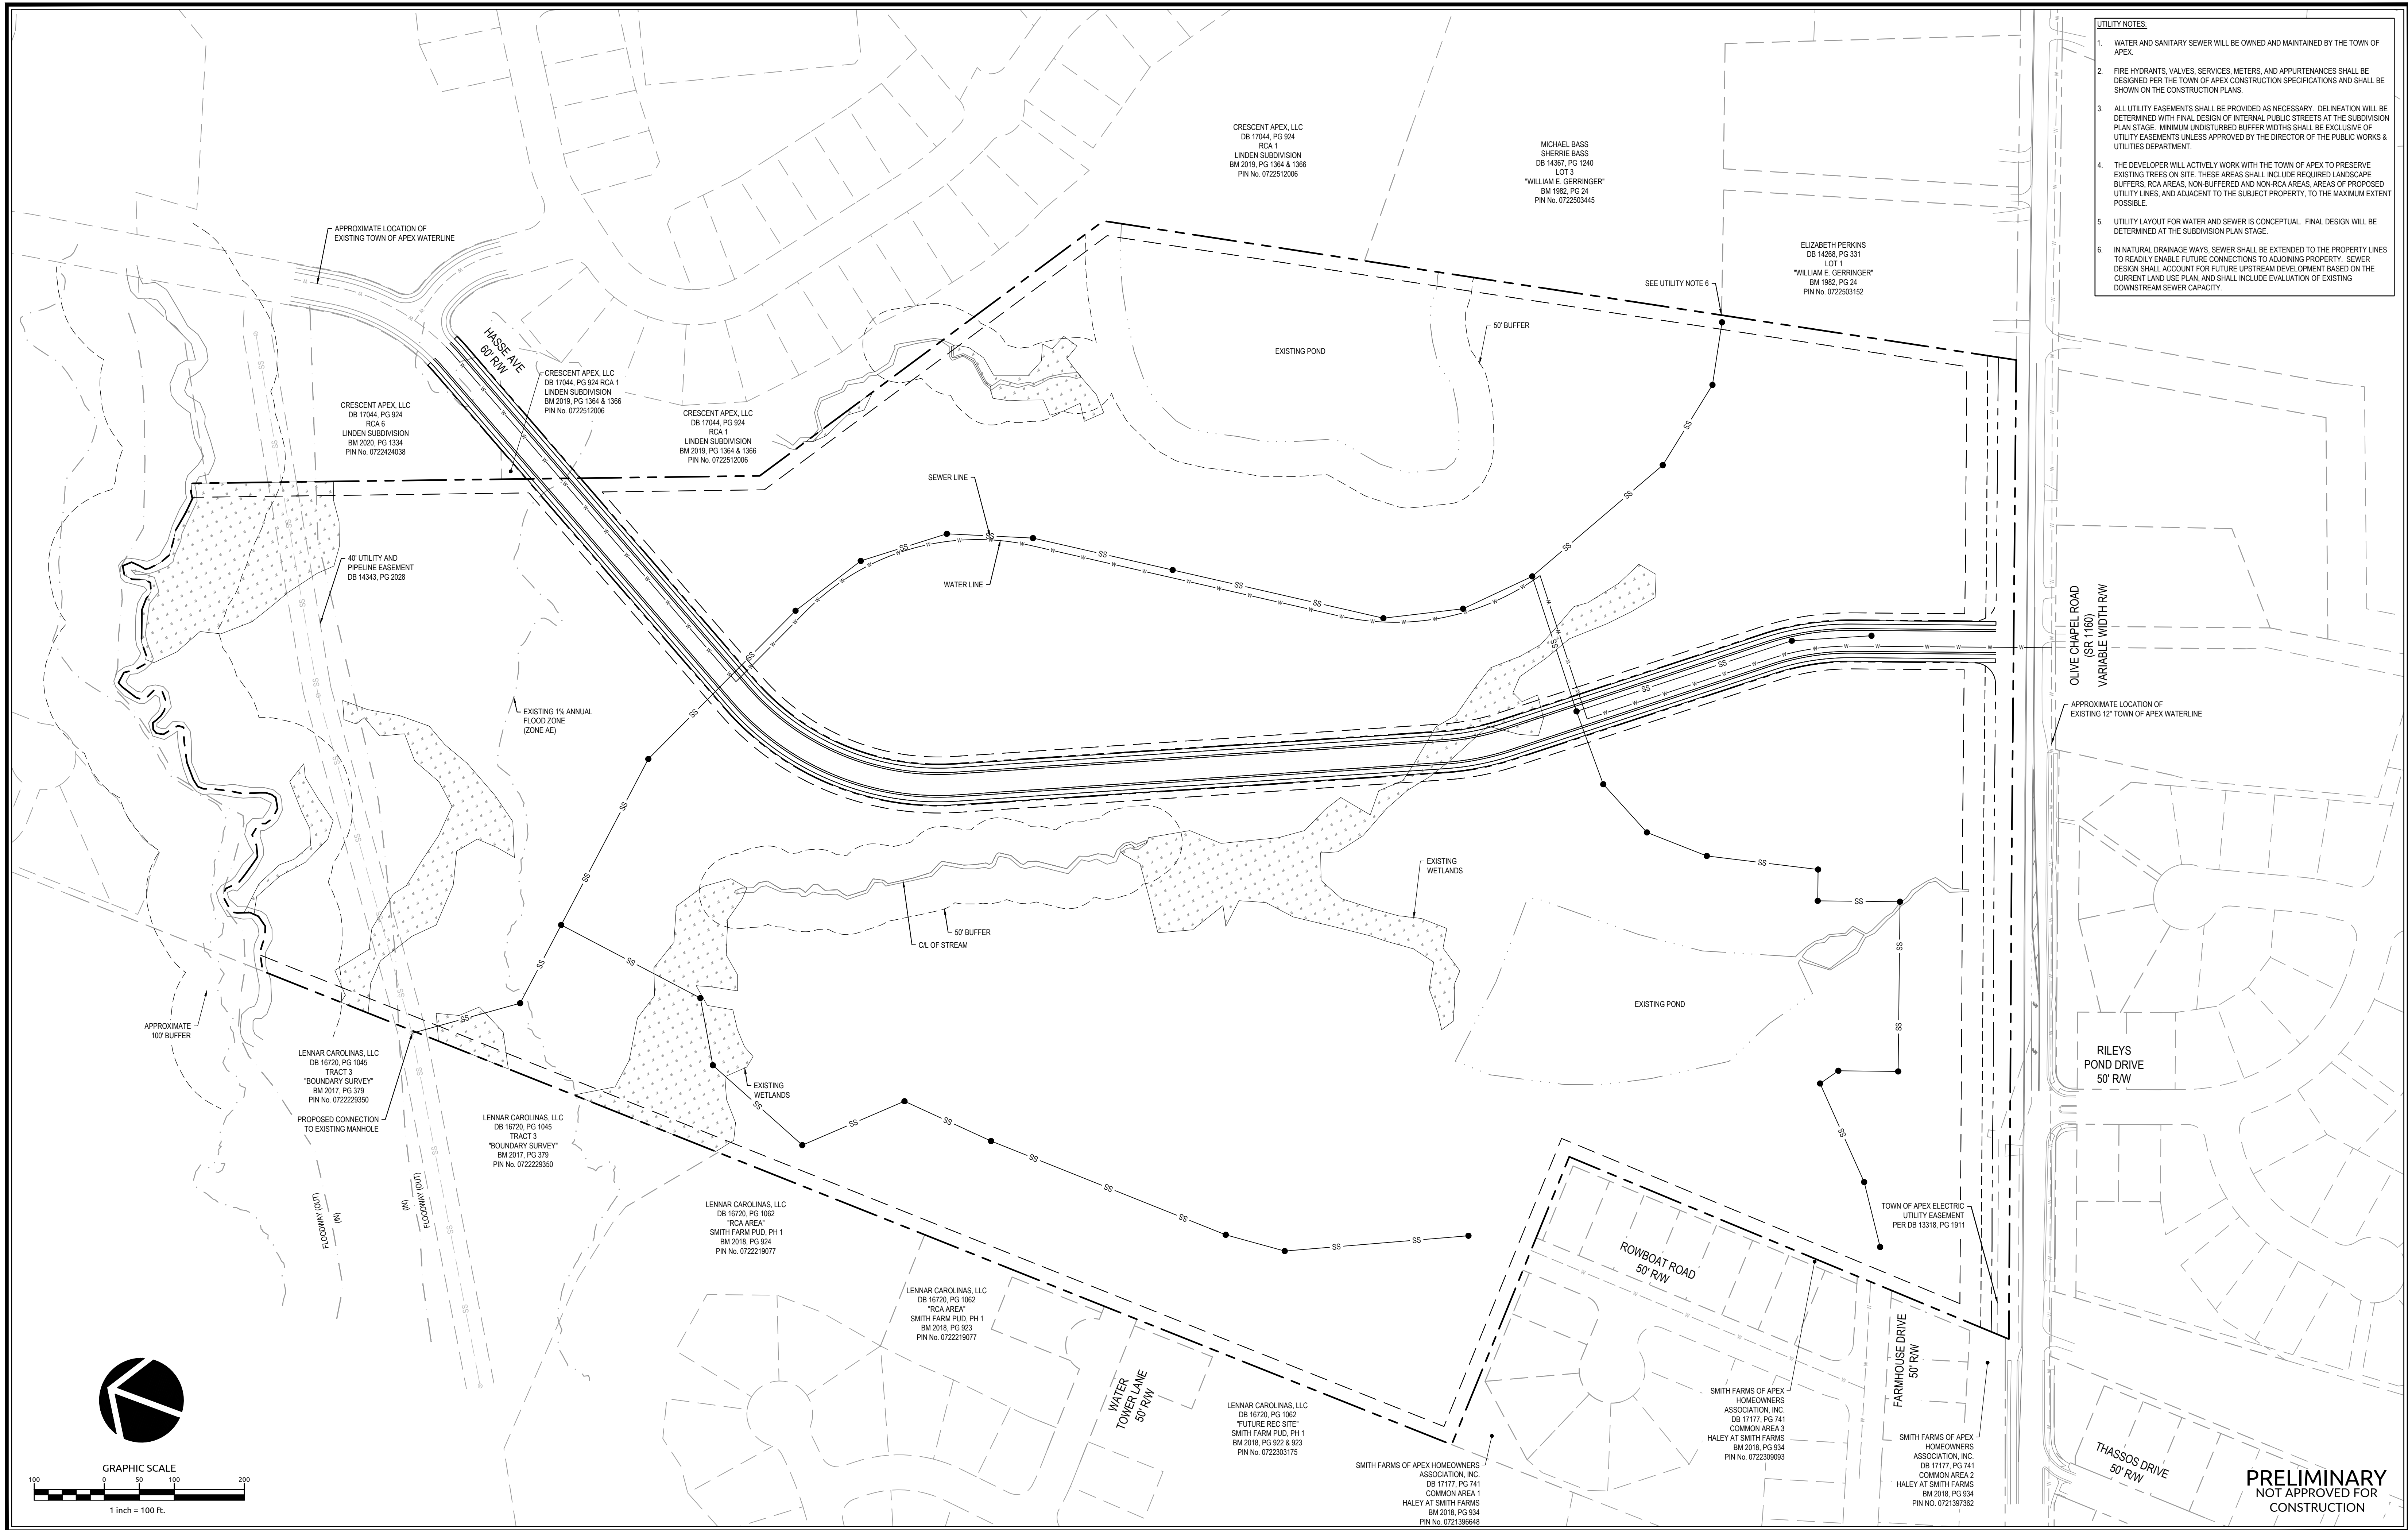 UTILITY NOTES:
1. WATER AND SANITARY SEWER WILL BE OWNED AND MAINTAINED BY THE TOWN OF
APEX.
2. FIRE HYDRANTS, VALVES, SERVICES, METERS, AND APPURTENANCES SHALL BE
DESIGNED PER THE TOWN OF APEX CONSTRUCTION SPECIFICATIONS AND SHALL BE
SHOWN ON THE CONSTRUCTION PLANS.
3. ALL UTILITY EASEMENTS SHALL BE PROVIDED AS NECESSARY. DELINEATION WILL BE
DETERMINED WITH FINAL DESIGN OF INTERNAL PUBLIC STREETS AT THE SUBDIVISION
PLAN STAGE. MINIMUM UNDISTURBED BUFFER WIDTHS SHALL BE EXCLUSIVE OF
UTILITY EASEMENTS UNLESS APPROVED BY THE DIRECTOR OF THE PUBLIC WORKS &
UTILITIES DEPARTMENT.
4. THE DEVELOPER WILL ACTIVELY WORK WITH THE TOWN OF APEX TO PRESERVE
EXISTING TREES ON SITE. THESE AREAS SHALL INCLUDE REQUIRED LANDSCAPE
BUFFERS, RCA AREAS, NON-BUFFERED AND NON-RCA AREAS, AREAS OF PROPOSED
UTILITY LINES, AND ADJACENT TO THE SUBJECT PROPERTY, TO THE MAXIMUM EXTENT
POSSIBLE.
5. UTILITY LAYOUT FOR WATER AND SEWER IS CONCEPTUAL. FINAL DESIGN WILL BE
DETERMINED AT THE SUBDIVISION PLAN STAGE.
6. IN NATURAL DRAINAGE WAYS, SEWER SHALL BE EXTENDED TO THE PROPERTY LINES
TO READILY ENABLE FUTURE CONNECTIONS TO ADJOINING PROPERTY. SEWER
DESIGN SHALL ACCOUNT FOR FUTURE UPSTREAM DEVELOPMENT BASED ON THE
CURRENT LAND USE PLAN, AND SHALL INCLUDE EVALUATION OF EXISTING
DOWNSTREAM SEWER CAPACITY.
CRESCENT APEX, LLC
DB 17044, PG 924
RCA 1
LINDEN SUBDIVISION
BM 2019, PG 1364 & 1366
PIN No. 0722512006
MICHAEL BASS
SHERRIE BASS
DB 14367, PG 1240
LOT 3
"WILLIAM E. GERRINGER"
BM 1982, PG 24
PIN No. 0722503445
ELIZABETH PERKINS
DB 14268, PG 331
LOT 1
"WILLIAM E. GERRINGER"
BM 1982, PG 24
PIN No. 0722503152
SEE UTILITY NOTE 6
APPROXIMATE LOCATION OF
EXISTING TOWN OF APEX WATERLINE
HASSE AVE
60' R/W
50' BUFFER
EXISTING POND
CRESCENT APEX, LLC
DB 17044, PG 924 RCA 1
LINDEN SUBDIVISION
BM 2019, PG 1364 & 1366
PIN No. 0722512006
CRESCENT APEX, LLC
DB 17044, PG 924
RCA 6
LINDEN SUBDIVISION
BM 2020, PG 1334
PIN No. 0722424038
CRESCENT APEX, LLC
DB 17044, PG 924
RCA 1
LINDEN SUBDIVISION
BM 2019, PG 1364 & 1366
PIN No. 0722512006
SEWER LINE
WATER LINE
40' UTILITY AND
PIPELINE EASEMENT
DB 14343, PG 2028
EXISTING 1% ANNUAL
FLOOD ZONE
(ZONE AE)
OLIVE CHAPEL ROAD
(SR 1160)
VARIABLE WIDTH R/W
APPROXIMATE LOCATION OF
EXISTING 12" TOWN OF APEX WATERLINE
EXISTING
WETLANDS
50' BUFFER
C/L OF STREAM
EXISTING POND
APPROXIMATE
100' BUFFER
LENNAR CAROLINAS, LLC
DB 16720, PG 1045
TRACT 3
"BOUNDARY SURVEY"
BM 2017, PG 379
PIN No. 0722229350
PROPOSED CONNECTION
TO EXISTING MANHOLE
EXISTING
WETLANDS
LENNAR CAROLINAS, LLC
DB 16720, PG 1045
TRACT 3
"BOUNDARY SURVEY"
BM 2017, PG 379
PIN No. 0722229350
RILEYS
POND DRIVE
50' R/W
FLOODWAY (OUT)
(IN)
(IN)
FLOODWAY (OUT)
LENNAR CAROLINAS, LLC
DB 16720, PG 1062
"RCA AREA"
SMITH FARM PUD, PH 1
BM 2018, PG 924
PIN No. 0722219077
TOWN OF APEX ELECTRIC
UTILITY EASEMENT
PER DB 13318, PG 1911
ROWBOAT ROAD
50' R/W
LENNAR CAROLINAS, LLC
DB 16720, PG 1062
"RCA AREA"
SMITH FARM PUD, PH 1
BM 2018, PG 923
PIN No. 0722219077
WATER
TOWER LANE
50' R/W
LENNAR CAROLINAS, LLC
DB 16720, PG 1062
"FUTURE REC SITE"
SMITH FARM PUD, PH 1
BM 2018, PG 922 & 923
PIN No. 0722303175
FARMHOUSE DRIVE
50' R/W
SMITH FARMS OF APEX
HOMEOWNERS
ASSOCIATION, INC.
DB 17177, PG 741
COMMON AREA 3
HALEY AT SMITH FARMS
BM 2018, PG 934
PIN No. 0722309093
SMITH FARMS OF APEX
HOMEOWNERS
ASSOCIATION, INC.
DB 17177, PG 741
COMMON AREA 2
HALEY AT SMITH FARMS
BM 2018, PG 934
PIN NO. 0721397362
SMITH FARMS OF APEX HOMEOWNERS
ASSOCIATION, INC.
DB 17177, PG 741
COMMON AREA 1
HALEY AT SMITH FARMS
BM 2018, PG 934
PIN No. 0721396648
THASSOS DRIVE
50' R/W
GRAPHIC SCALE
100 0 50 100 200
1 inch = 100 ft.
PRELIMINARY
NOT APPROVED FOR
CONSTRUCTION